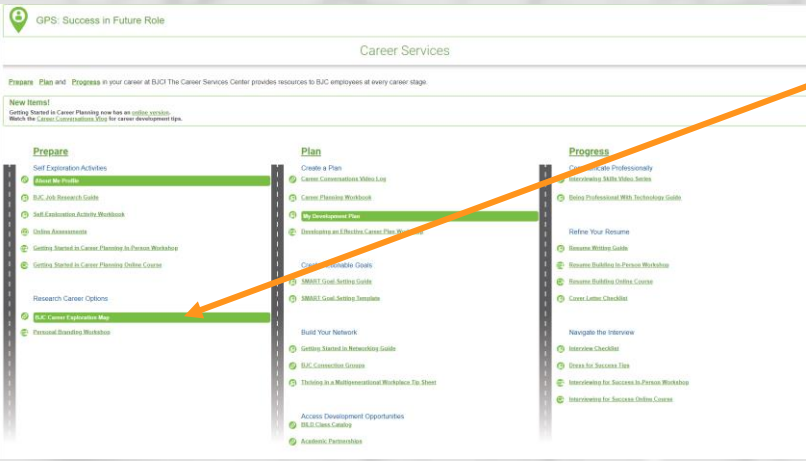 GPS: Success in Future Role
Career Services
Prepare Plan and Progress in your career at BJC! The Career Services Center provides resources to BJC employees at every career stage.
New Items!
Getting Started in Career Planning now has an online version.
Watch the Career Conversations Vlog for career development tips.
Prepare
Self Exploration Activities
About Me Profile
BJC Job Research Guide
Self Exploration Activity Workbook
Online Assessments
Getting Started in Career Planning In-Person Workshop
Getting Started in Career Planning Online Course
Research Career Options
BJC Career Exploration Map
Personal Branding Workshop
Plan
Create a Plan
Career Conversations Video Log
Career Planning Workbook
My Development Plan
Developing an Effective Career Plan
SMART Goal Setting Guide
SMART Goal Setting Template
Build Your Network
Getting Started in Networking Guide
BJC Connection Groups
Thriving in a Multigenerational Workplace Tip Sheet
Access Development Opportunities
Class Catalog
Academic Partnerships
Progress
Professionally
Interviewing Skills Video Series
Being Professional With Technology Guide
Refine Your Resume
Resume Writing Guide
Resume Building In-Person Workshop
Resume Building Online Course
Cover Letter Checklist
Navigate the Interview
Interview Checklist
Dress for Success Tips
Interviewing for Success In-Person Workshop
Interviewing for Success Online Course